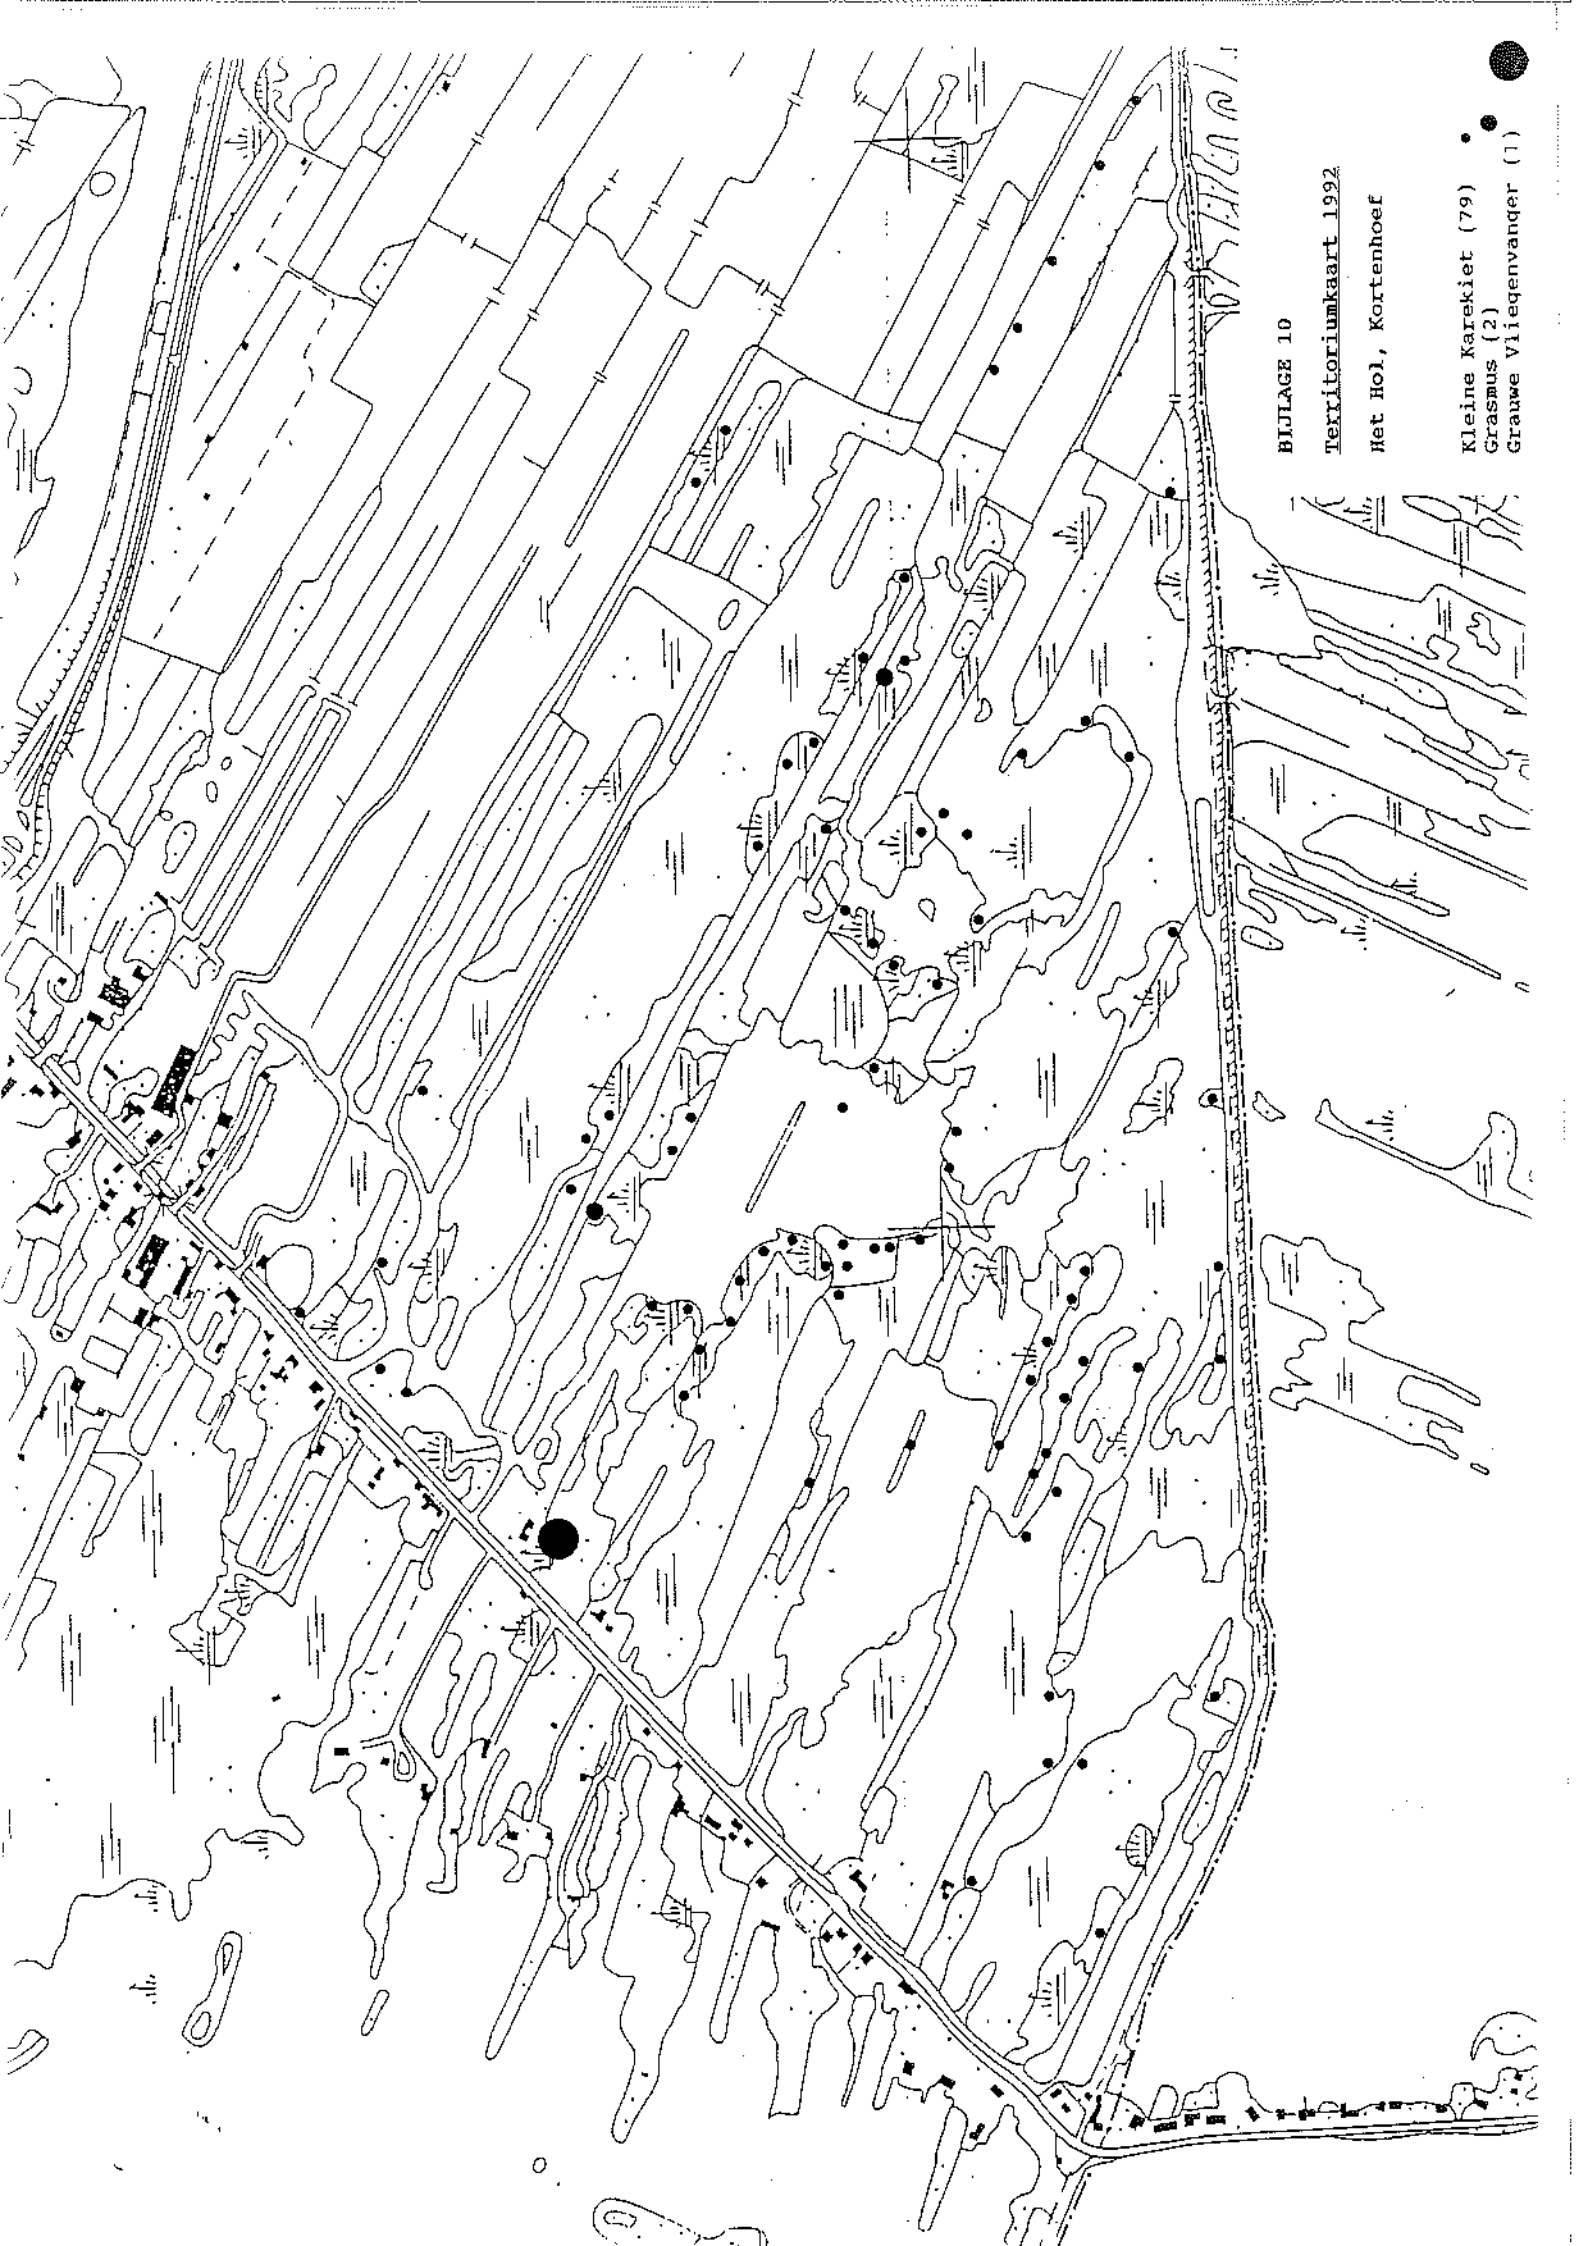 BIJLAGE 10
Territoriumkaart 1992
Het Hol, Kortenhoef
Kleine Karekiet (79)
Grasmus (2)
Grauwe Vliegenvanger (1)